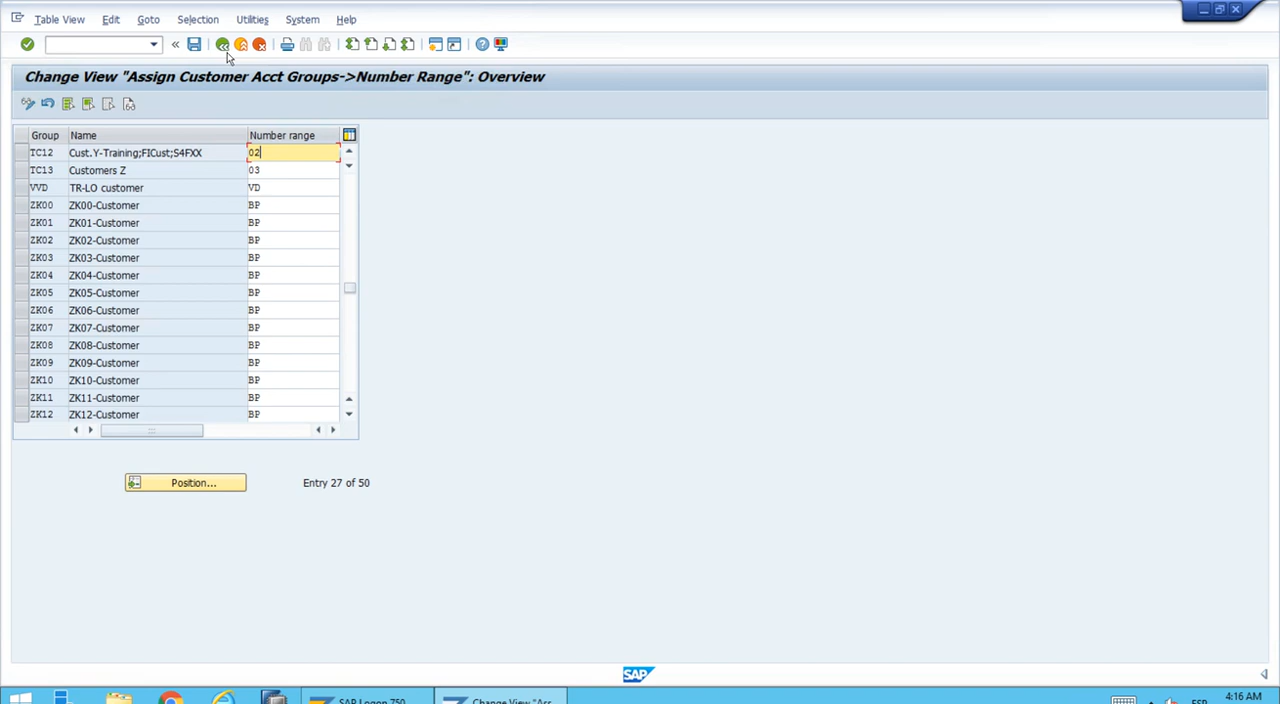 Table View Edit Goto Selection Utilities System Help
Change View "Assign Customer Acct Groups->Number Range": Overview
Group Name Number range
TC12 Cust.Y-Training;FICust;S4FXX 02
TC13 Customers Z 03
VVD TR-LO customer VD
ZK00 ZK00-Customer BP
ZK01 ZK01-Customer BP
ZK02 ZK02-Customer BP
ZK03 ZK03-Customer BP
ZK04 ZK04-Customer BP
ZK05 ZK05-Customer BP
ZK06 ZK06-Customer BP
ZK07 ZK07-Customer BP
ZK08 ZK08-Customer BP
ZK09 ZK09-Customer BP
ZK10 ZK10-Customer BP
ZK11 ZK11-Customer BP
ZK12 ZK12-Customer BP
Position... Entry 27 of 50
SAP
SAP Logon 750 Change View "Ass ESP 4:16 AM